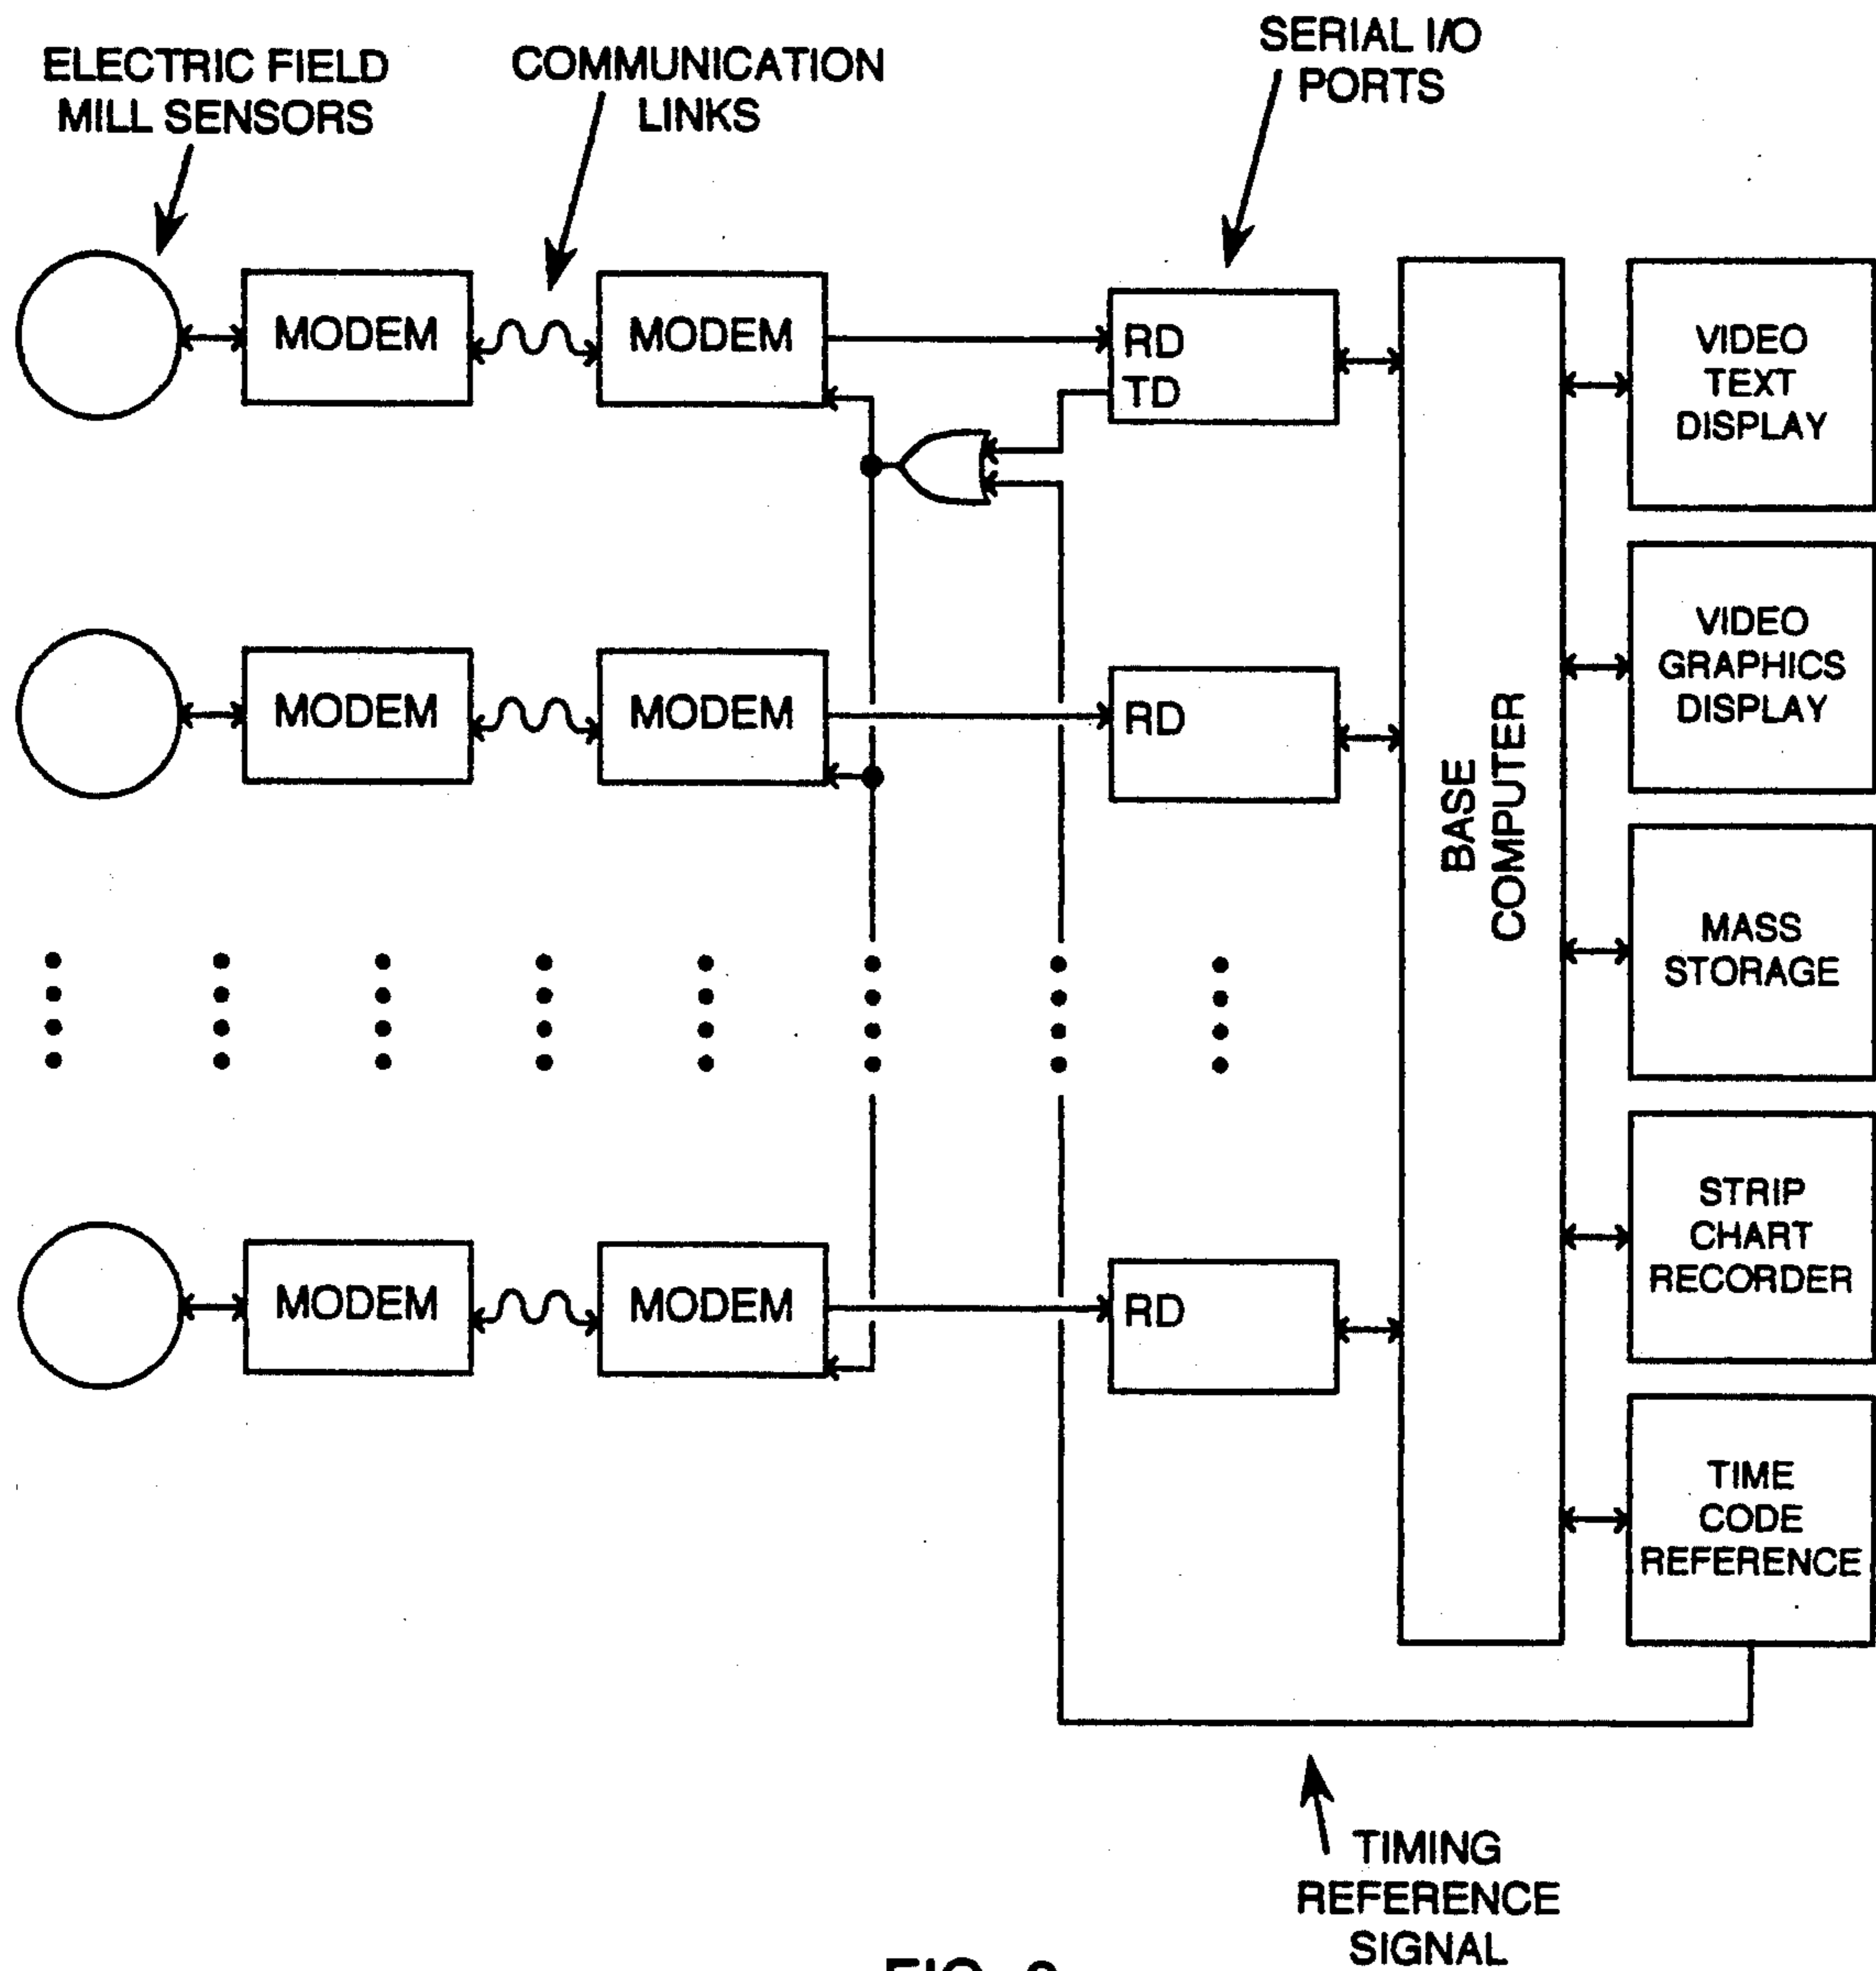 ELECTRIC FIELD
MILL SENSORS
COMMUNICATION
LINKS
SERIAL I/O
PORTS
MODEM
MODEM
RD
TD
VIDEO
TEXT
DISPLAY
MODEM
MODEM
RD
VIDEO
GRAPHICS
DISPLAY
BASE
COMPUTER
MASS
STORAGE
MODEM
MODEM
RD
STRIP
CHART
RECORDER
TIME
CODE
REFERENCE
TIMING
REFERENCE
SIGNAL